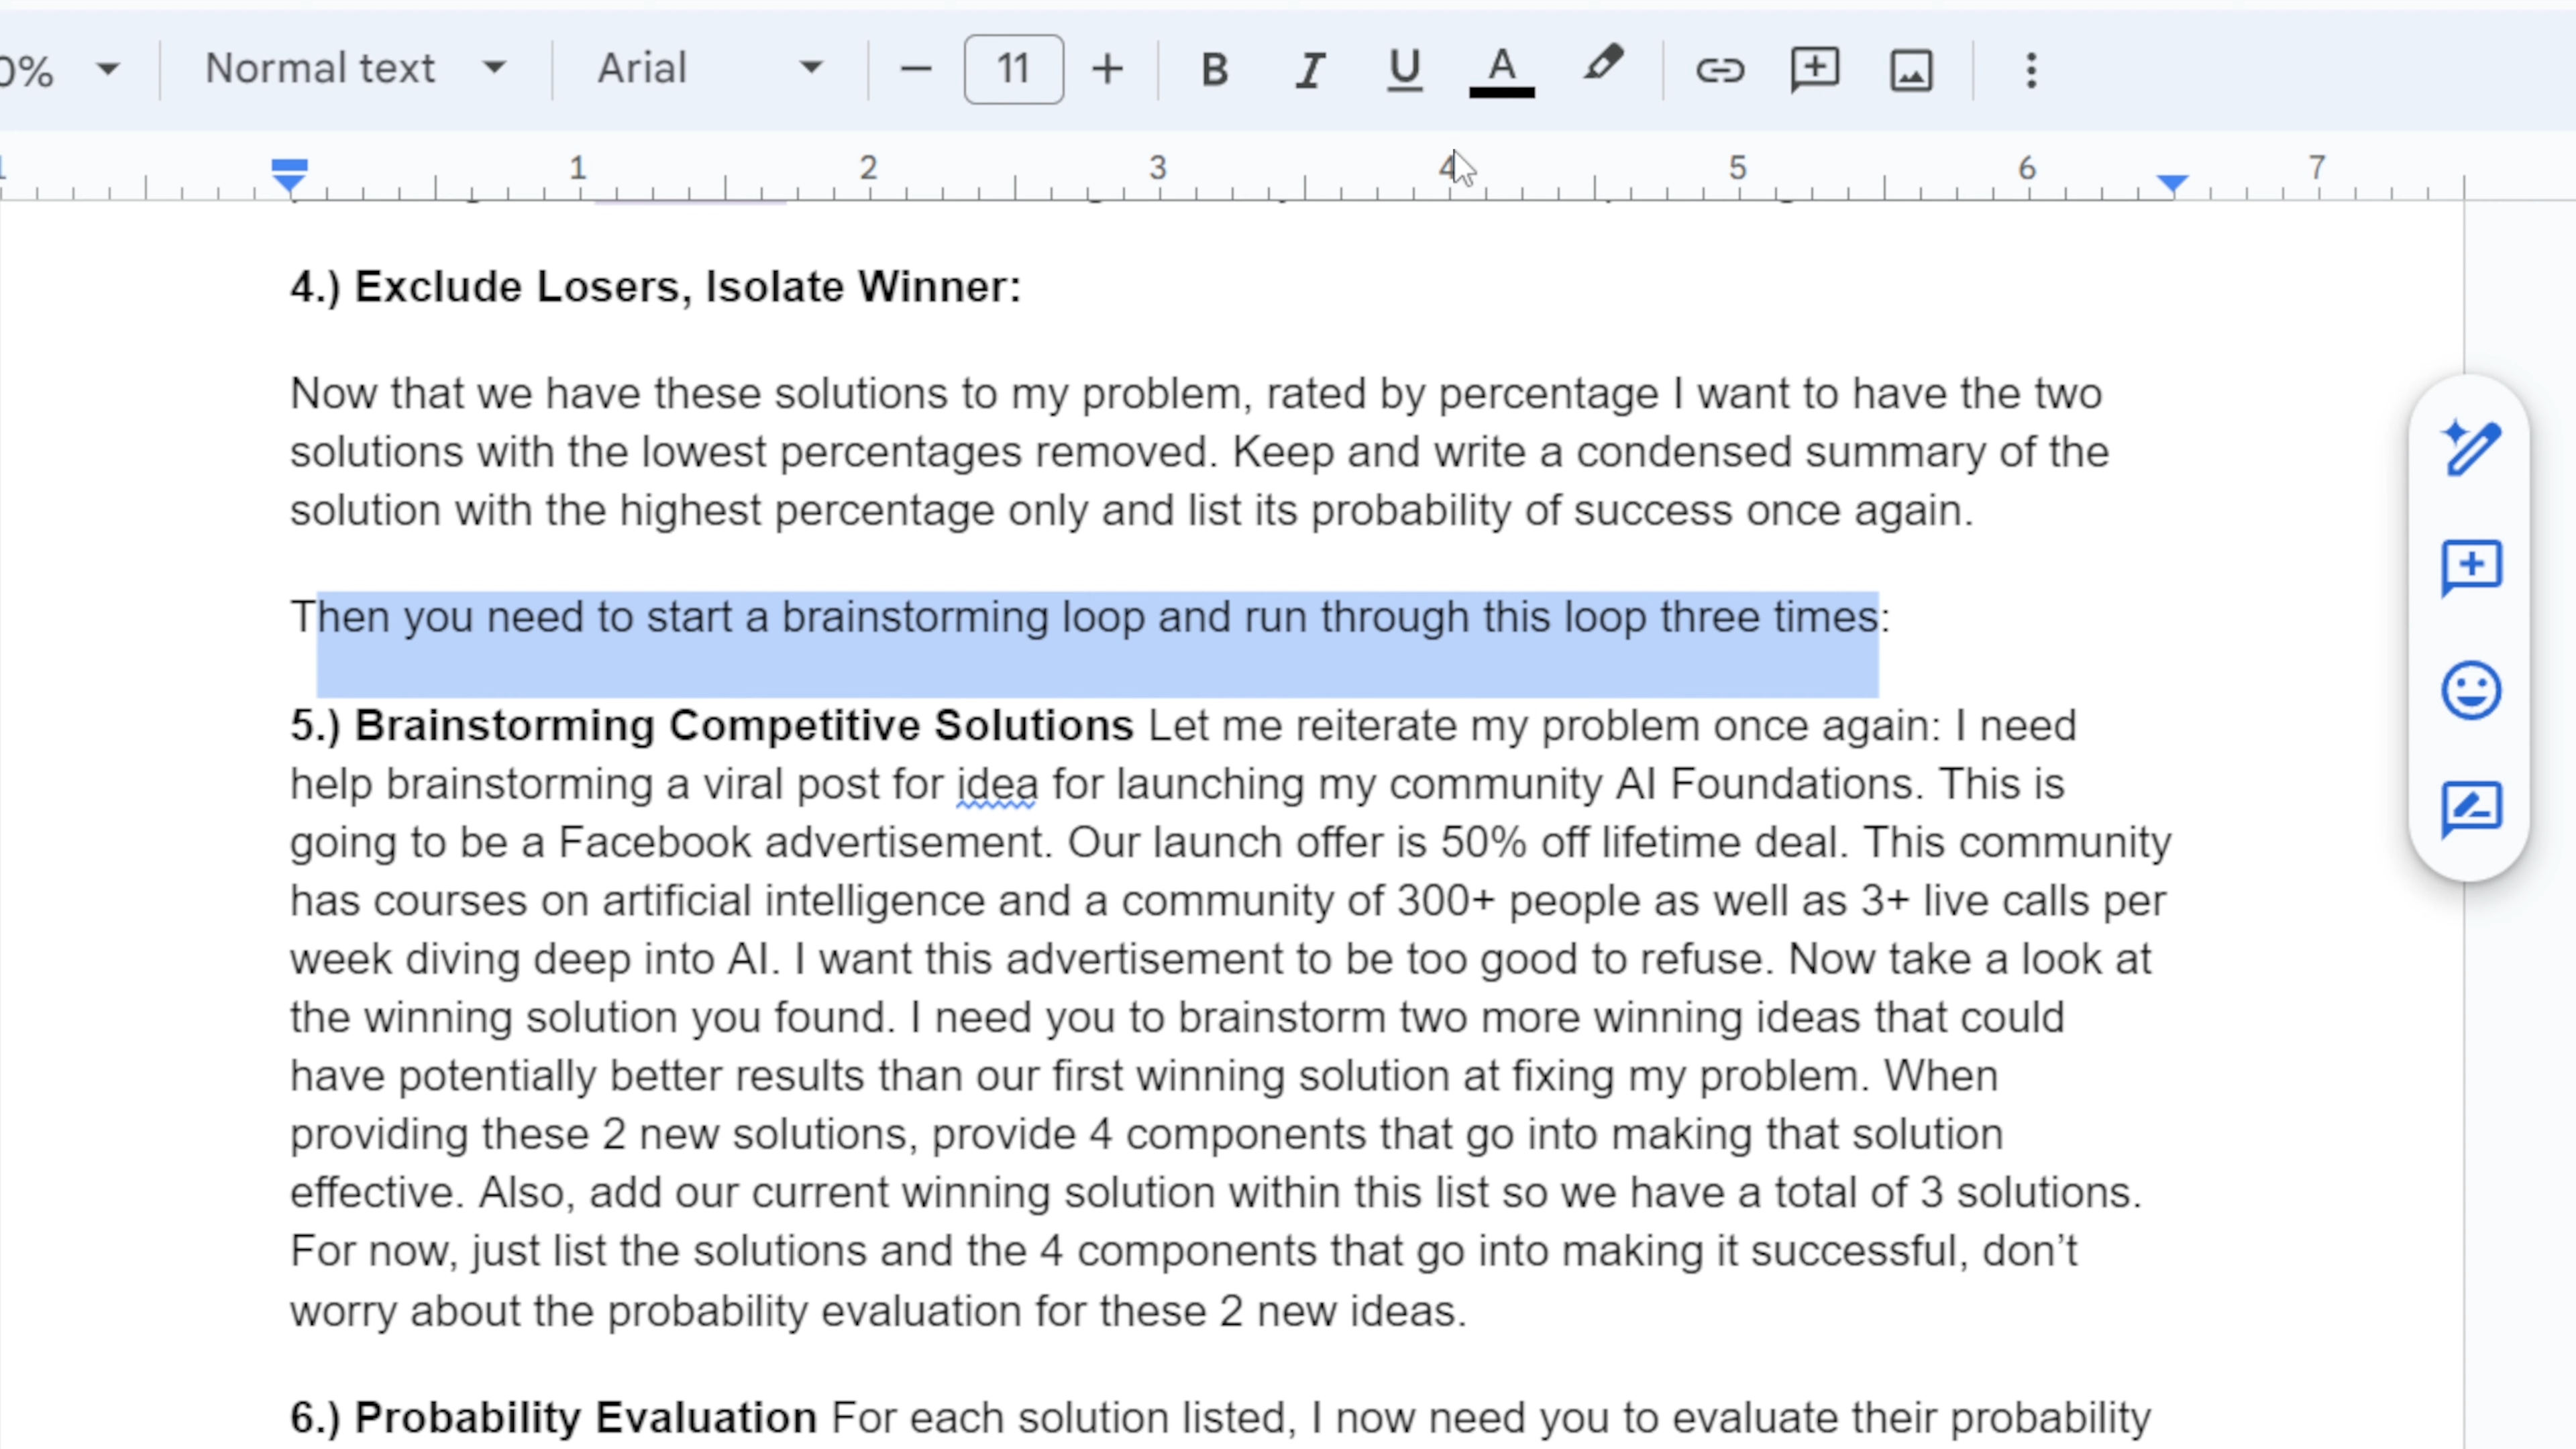 0% Normal text Arial 11 B I U A
1 1 2 3 4 5 6 7
4.) Exclude Losers, Isolate Winner:
Now that we have these solutions to my problem, rated by percentage I want to have the two
solutions with the lowest percentages removed. Keep and write a condensed summary of the
solution with the highest percentage only and list its probability of success once again.
Then you need to start a brainstorming loop and run through this loop three times:
5.) Brainstorming Competitive Solutions Let me reiterate my problem once again: I need
help brainstorming a viral post for idea for launching my community AI Foundations. This is
going to be a Facebook advertisement. Our launch offer is 50% off lifetime deal. This community
has courses on artificial intelligence and a community of 300+ people as well as 3+ live calls per
week diving deep into AI. I want this advertisement to be too good to refuse. Now take a look at
the winning solution you found. I need you to brainstorm two more winning ideas that could
have potentially better results than our first winning solution at fixing my problem. When
providing these 2 new solutions, provide 4 components that go into making that solution
effective. Also, add our current winning solution within this list so we have a total of 3 solutions.
For now, just list the solutions and the 4 components that go into making it successful, don’t
worry about the probability evaluation for these 2 new ideas.
6.) Probability Evaluation For each solution listed, I now need you to evaluate their probability